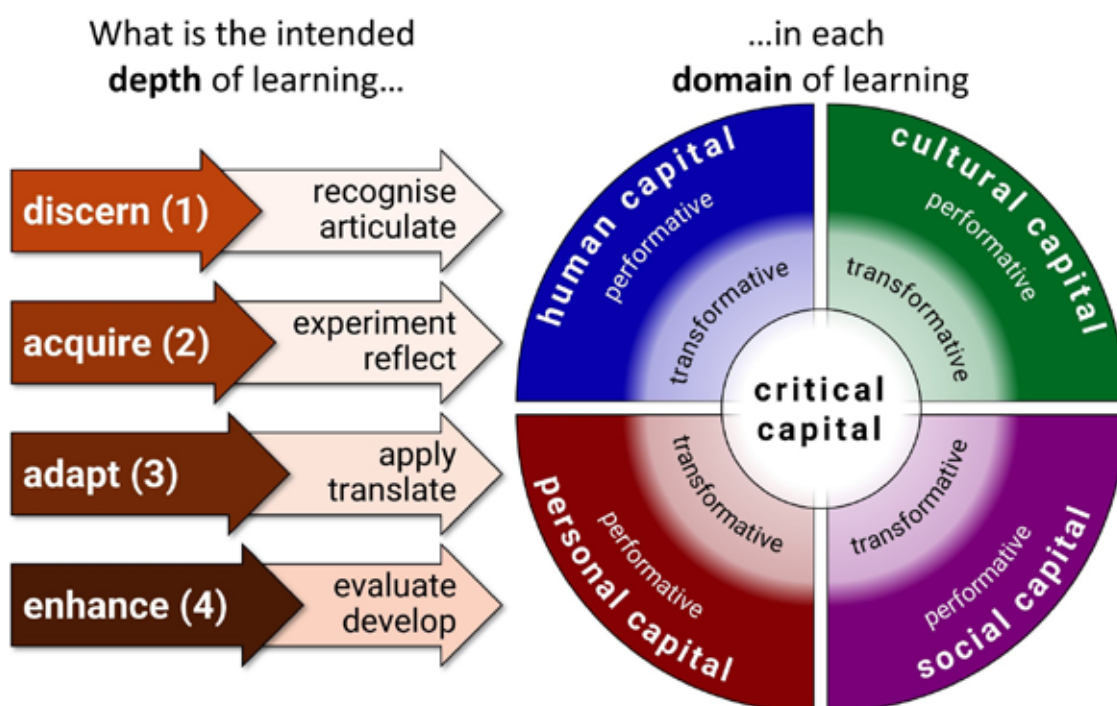 What is the intended
depth of learning...
discern (1)
recognise
articulate
acquire (2)
experiment
reflect
adapt (3)
apply
translate
enhance (4)
evaluate
develop
...in each
domain of learning
human capital
performative
transformative
cultural capital
performative
transformative
critical
capital
personal capital
performative
transformative
social capital
performative
transformative